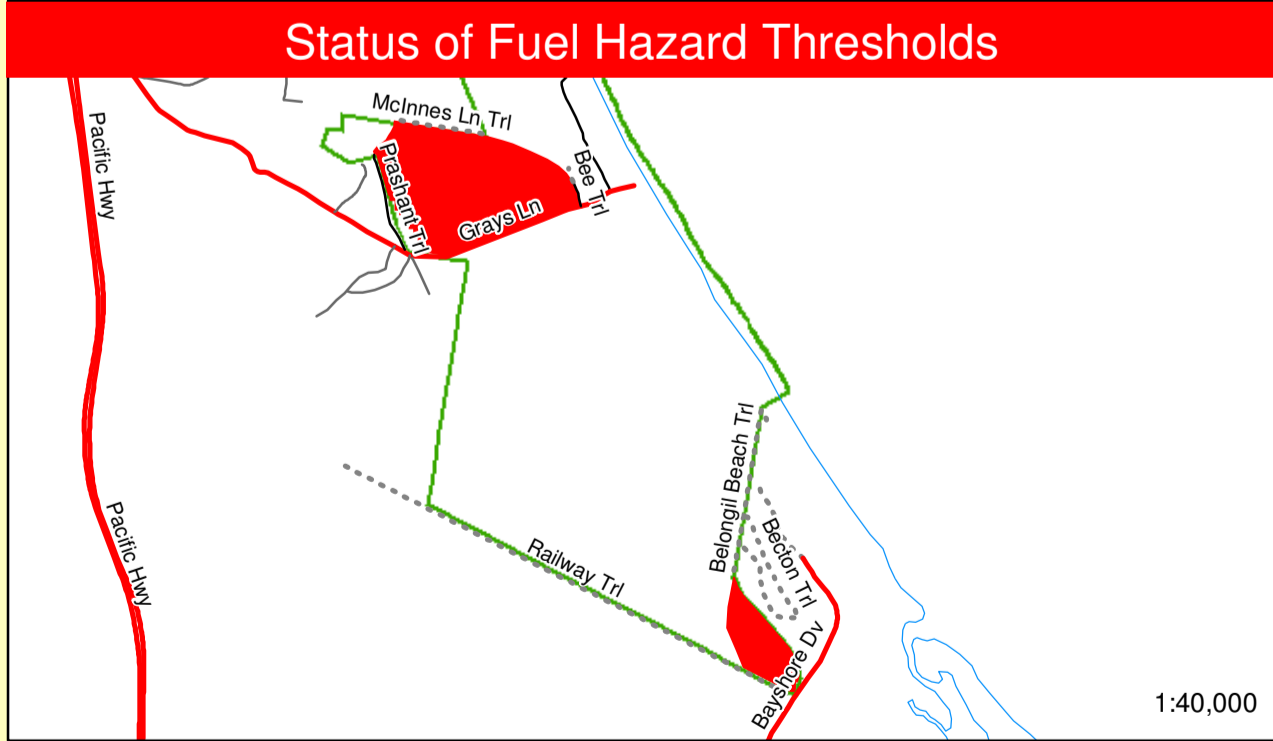 Status of Fuel Hazard Thresholds
McInnes Ln Trl
Pacific Hwy
Prashant Trl
Bee Trl
Grays Ln
Belongil Beach Trl
Pacific Hwy
Becton Trl
Railway Trl
Bayshore Dv
1:40,000